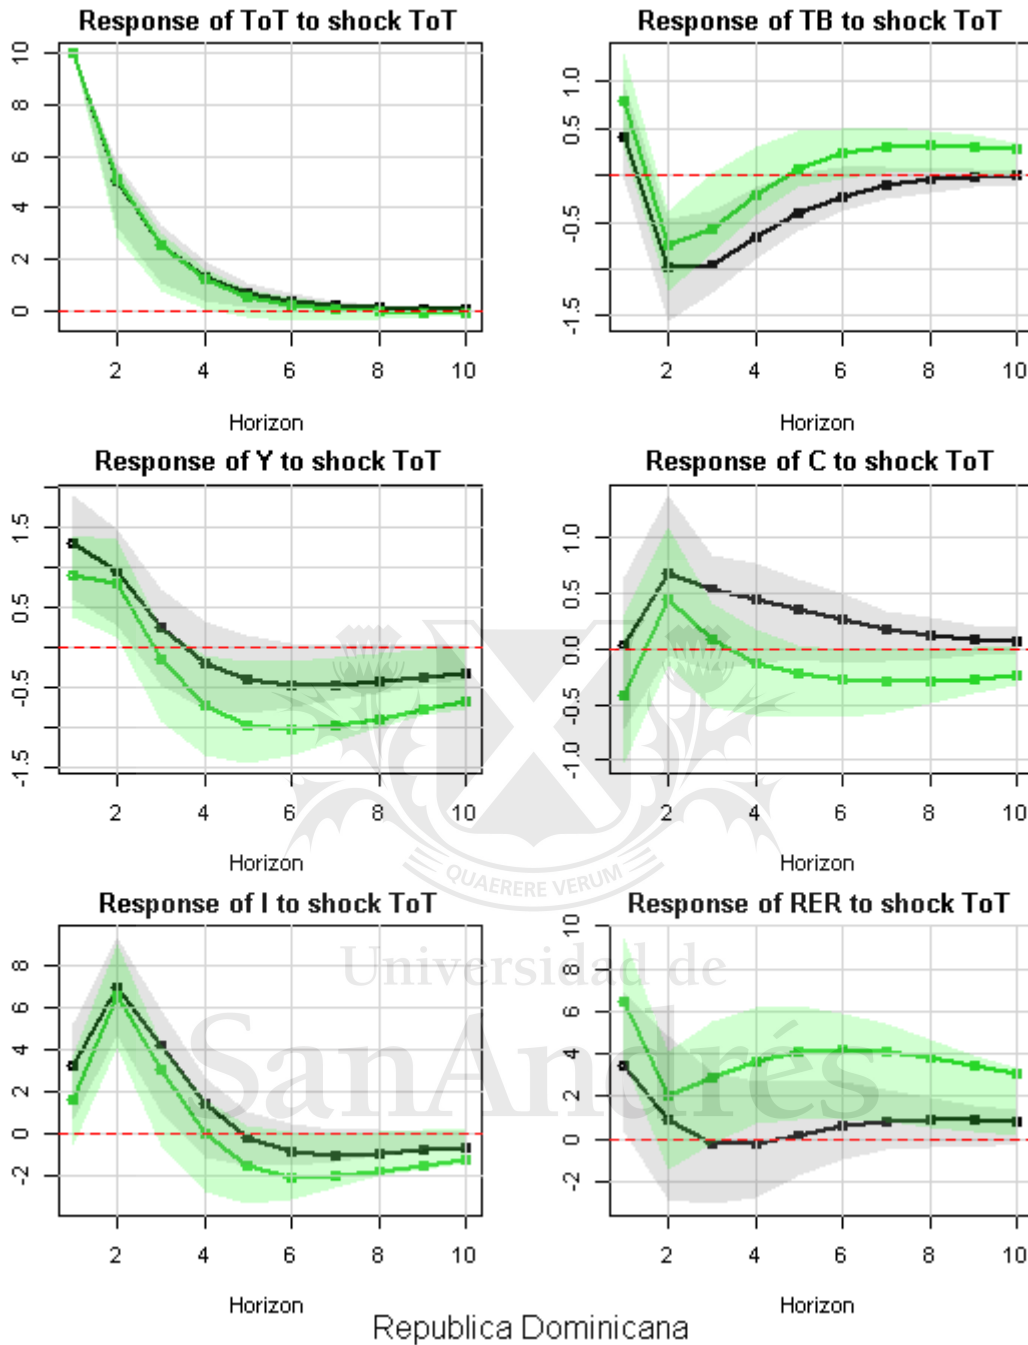 Response of ToT to shock ToT
10
8
6
4
2
0
2 4 6 8 10
Horizon
Response of TB to shock ToT
1.0
0.5
-0.5
-1.5
2 4 6 8 10
Horizon
Response of Y to shock ToT
1.5
0.5
-0.5
-1.5
2 4 6 8 10
Horizon
Response of C to shock ToT
1.0
0.5
0.0
-0.5
-1.0
2 4 6 8 10
Horizon
QUAERERE VERUM
Response of I to shock ToT
8
6
4
2
0
-2
2 4 6 8 10
Horizon
Response of RER to shock ToT
10
8
6
4
2
0
-2
2 4 6 8 10
Horizon
Universidad de
SanAndrés
Republica Dominicana